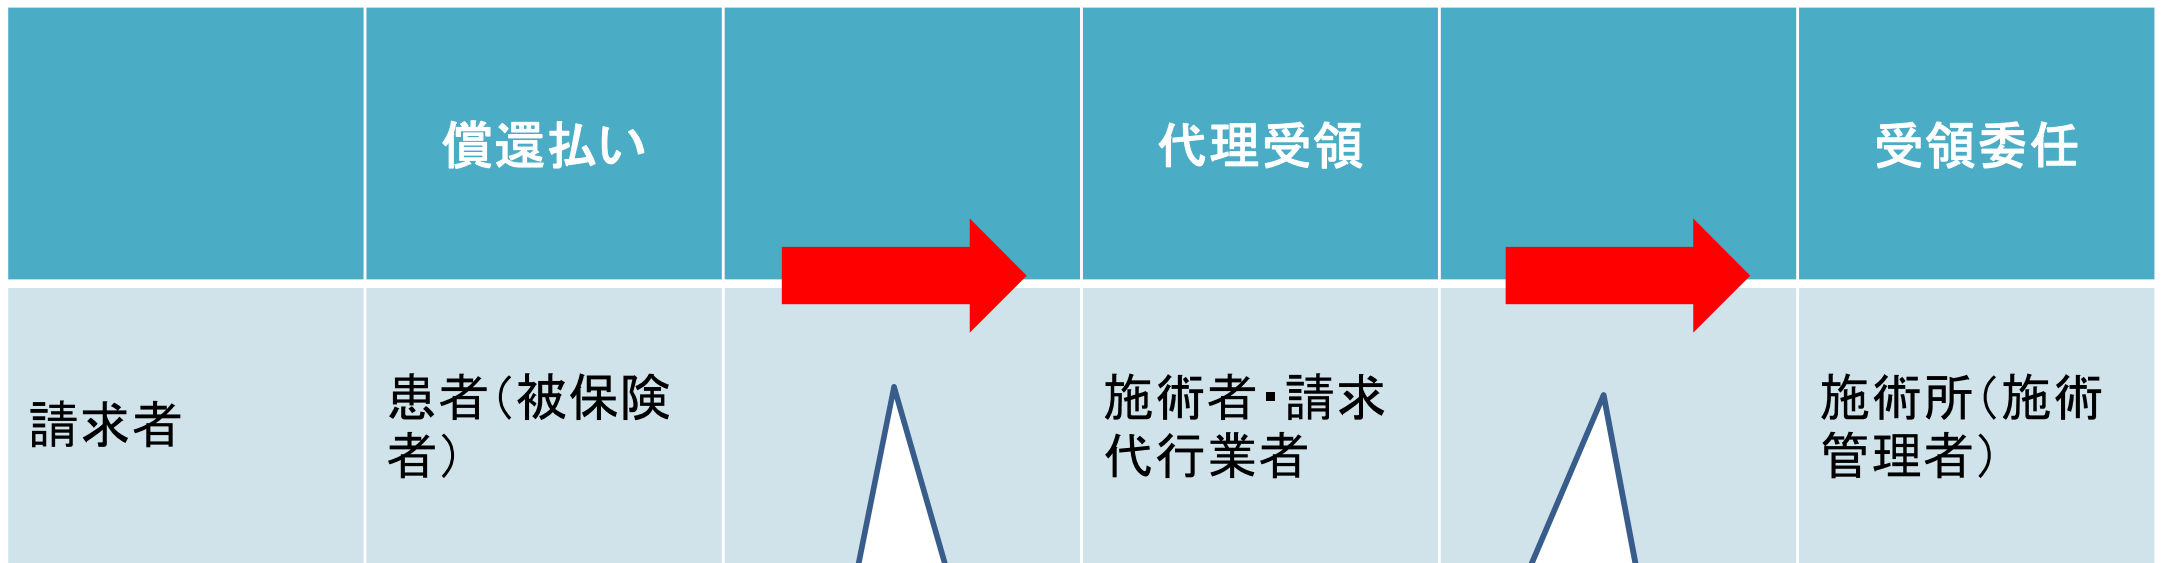 償還払い
代理受領
受領委任
請求者
患者（被保険
者）
施術者・請求
代行業者
施術所（施術
管理者）